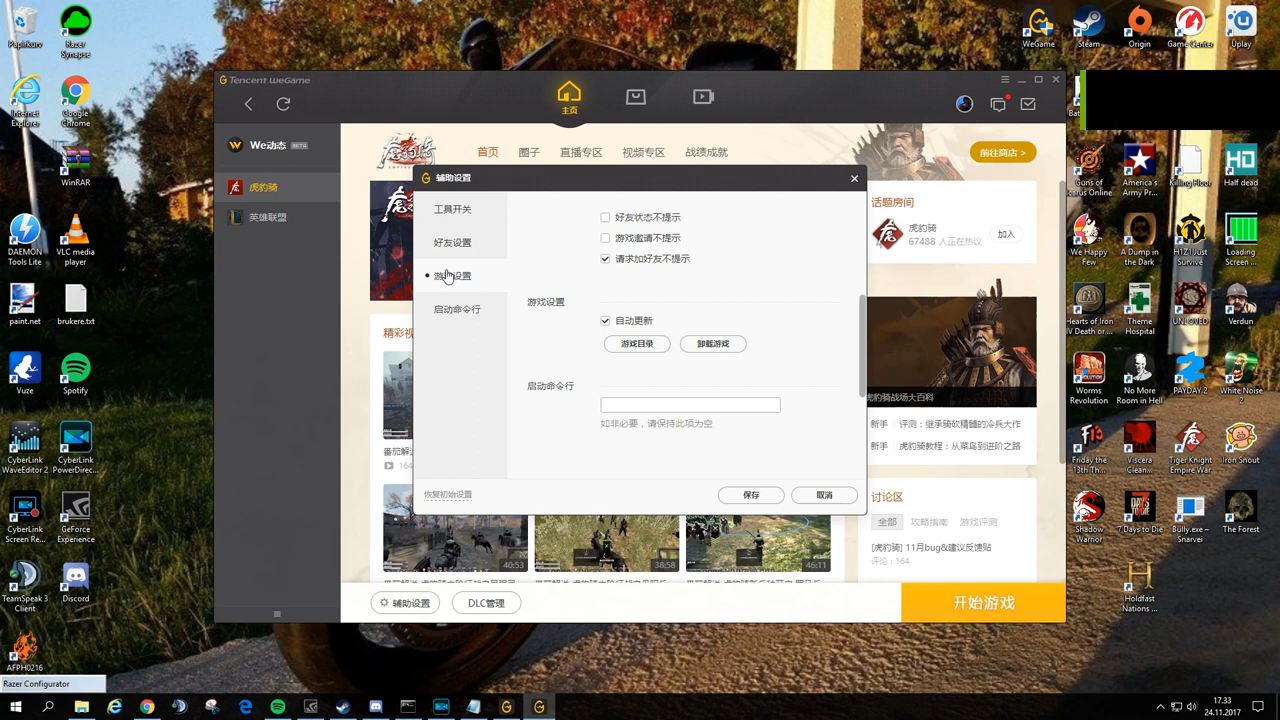 Papirkurv
Razer Synapse
Internet Explorer
Google Chrome
WinRAR
DAEMON Tools Lite
VLC media player
paint.net
brukere.txt
Vuze
Spotify
CyberLink WaveEditor 2
CyberLink PowerDirec...
CyberLink Screen Re...
GeForce Experience
TeamSpeak 3 Client
Discord
AFPH0216
Razer Configurator
WeGame
Steam
Origin
Game Center
Uplay
Guns of Icarus Online
America's Army Pr...
Killing Floor
Half dead
We Happy Few
A Dump in the Dark
H1Z1 Just Survive
Loading Screen ...
Hearts of Iron IV Death or ...
Theme Hospital
UNLOVED
Verdun
Worms Revolution
No More Room in Hell
PAYDAY 2
White Noise 2
Friday the 13th Th...
Viscera Clean...
Tiger Knight Empire War
Iron Snout
Shadow Warrior
7 Days to Die
Bully.exe – Snarvei
The Forest
Holdfast Nations ...
Tencent WeGame
主页
We动态 BETA
虎豹骑
英雄联盟
首页 圈子 直播专区 视频专区 战绩成就
前往商店 >
辅助设置
工具开关
好友设置
游戏设置
启动命令行
好友状态不提示
游戏邀请不提示
请求加好友不提示
游戏设置
自动更新
游戏目录 卸载游戏
启动命令行
如非必要，请保持此项为空
恢复初始设置
保存 取消
话题房间
虎豹骑
67488 人正在热议
加入
虎豹骑战场大百科
新手 评测：继承骑砍精髓的冷兵大作
新手 虎豹骑教程：从菜鸟到进阶之路
讨论区
全部 攻略指南 游戏评测
[虎豹骑] 11月bug&建议反馈贴
评论：164
40:53
38:58
46:11
辅助设置 DLC管理
开始游戏
17.33
24.11.2017